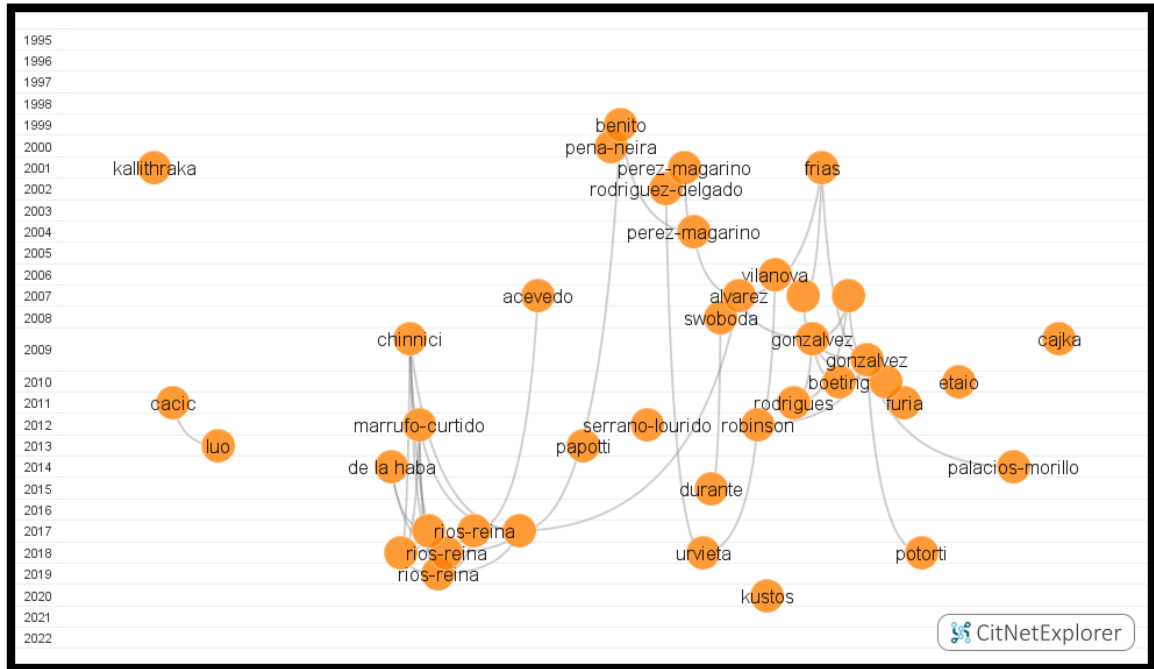 1995
1996
1997
1998
1999
benito
2000
pena-neira
2001
kallithraka
perez-magarino
frias
2002
rodriguez-delgado
2003
2004
perez-magarino
2005
2006
vilanova
2007
acevedo
alvarez
2008
swoboda
chinnici
gonzalvez
cajka
2009
gonzalvez
2010
boeting
etaio
2011
cacic
rodrigues
furia
2012
marrufo-curtido
serrano-lourido
robinson
2013
luo
papotti
2014
de la haba
palacios-morillo
2015
durante
2016
2017
rios-reina
2018
rios-reina
urvieta
potorti
2019
rios-reina
2020
kustos
2021
2022
CitNetExplorer